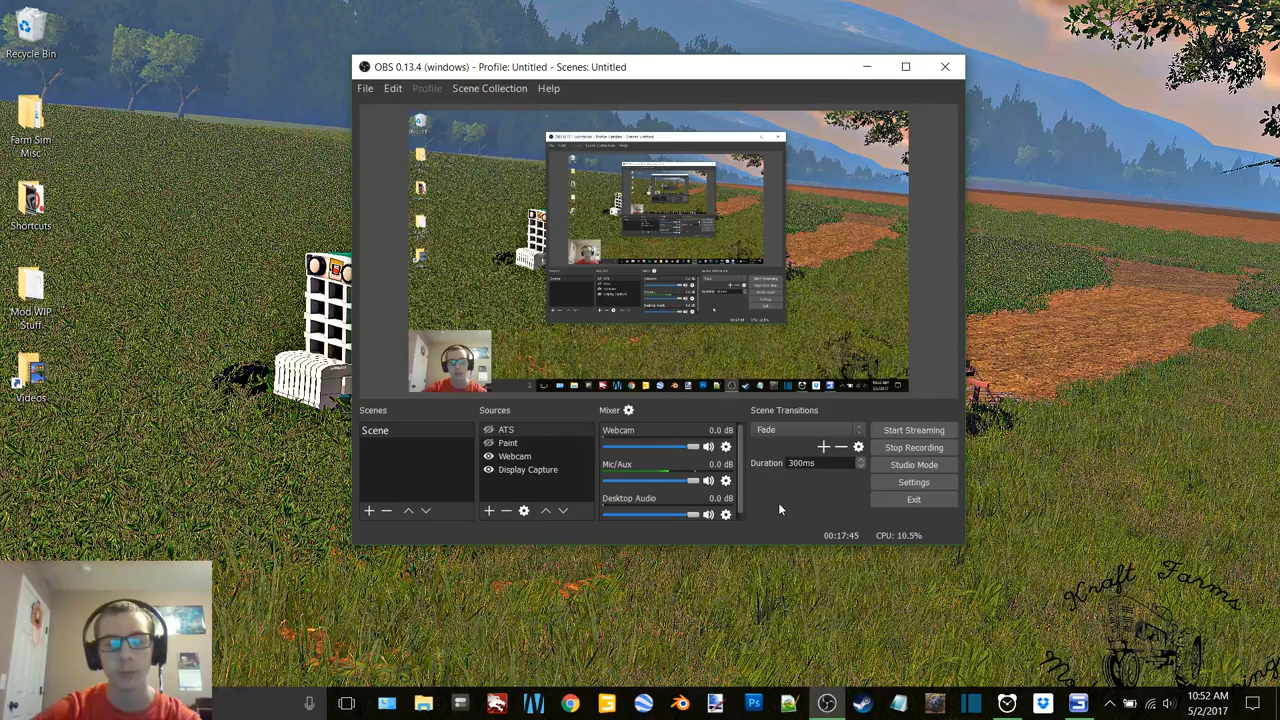 Recycle Bin
Farm Sim
Misc
Shortcuts
Mod WIP
Stuff
Videos
OBS 0.13.4 (windows) - Profile: Untitled - Scenes: Untitled
File Edit Profile Scene Collection Help
Scenes
Scene
Sources
ATS
Paint
Webcam
Display Capture
Mixer
Webcam 0.0 dB
Mic/Aux 0.0 dB
Desktop Audio 0.0 dB
Scene Transitions
Fade
Duration 300ms
Start Streaming
Stop Recording
Studio Mode
Settings
Exit
00:17:45 CPU: 10.5%
Kraft Farms
10:52 AM
5/2/2017